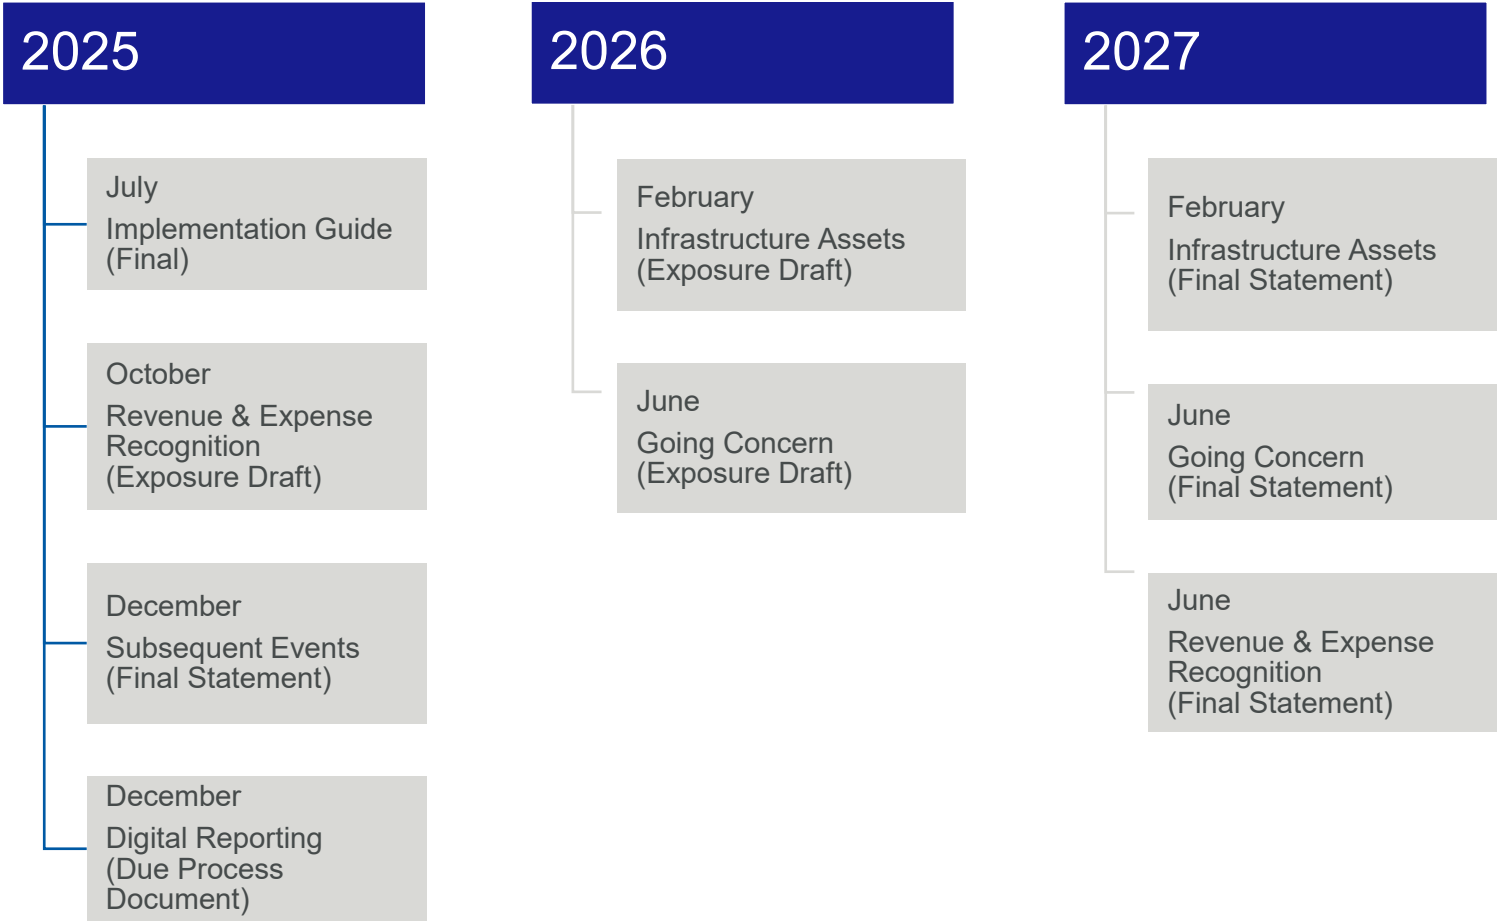 2025
July
Implementation Guide
(Final)
October
Revenue & Expense
Recognition
(Exposure Draft)
December
Subsequent Events
(Final Statement)
December
Digital Reporting
(Due Process
Document)
2026
February
Infrastructure Assets
(Exposure Draft)
June
Going Concern
(Exposure Draft)
2027
February
Infrastructure Assets
(Final Statement)
June
Going Concern
(Final Statement)
June
Revenue & Expense
Recognition
(Final Statement)